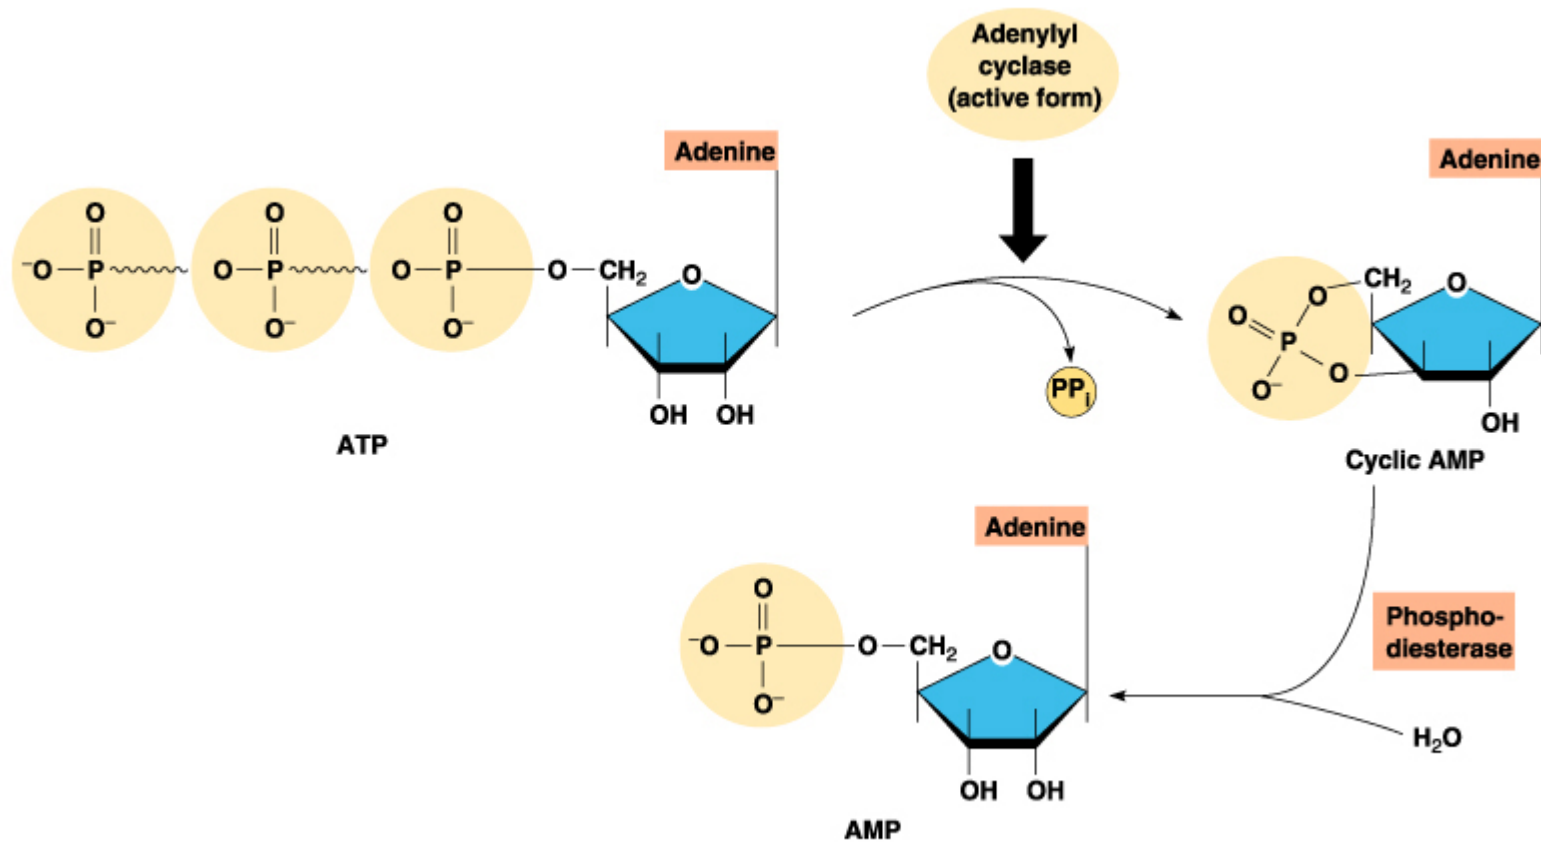 Adenylyl
cyclase
(active form)
Adenine
Adenine
O O O
⁻O—P O—P O—P—O—CH₂ O
O⁻ O⁻ O⁻
OH OH
ATP
PPᵢ
O CH₂ O
O
P
O⁻ O
OH
Cyclic AMP
Adenine
O
⁻O—P—O—CH₂ O
O⁻
OH OH
AMP
Phospho-
diesterase
H₂O